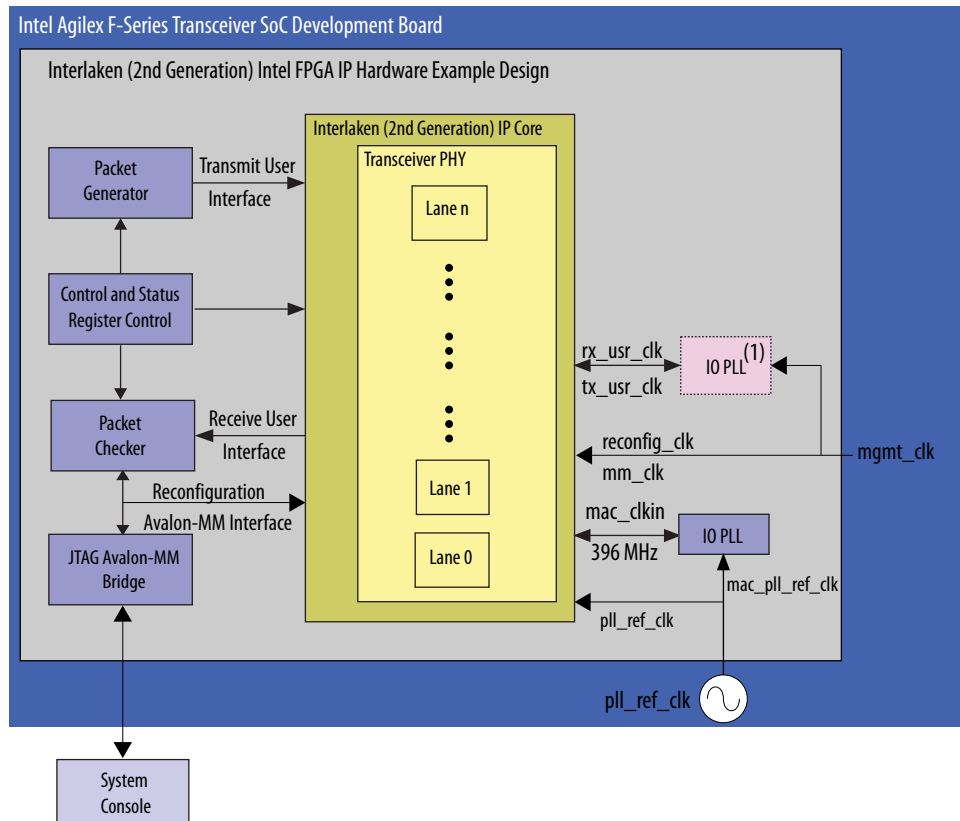 Intel Agilex F-Series Transceiver SoC Development Board
Interlaken (2nd Generation) Intel FPGA IP Hardware Example Design
Interlaken (2nd Generation) IP Core
Transceiver PHY
Packet
Generator
Transmit User
Interface
Lane n
Control and Status
Register Control
rx_usr_clk
tx_usr_clk
IO PLL
(1)
Packet
Checker
Receive User
Interface
reconfig_clk
mm_clk
mgmt_clk
Reconfiguration
Avalon-MM Interface
Lane 1
mac_clkin
396 MHz
IO PLL
JTAG Avalon-MM
Bridge
Lane 0
mac_pll_ref_clk
pll_ref_clk
pll_ref_clk
System
Console